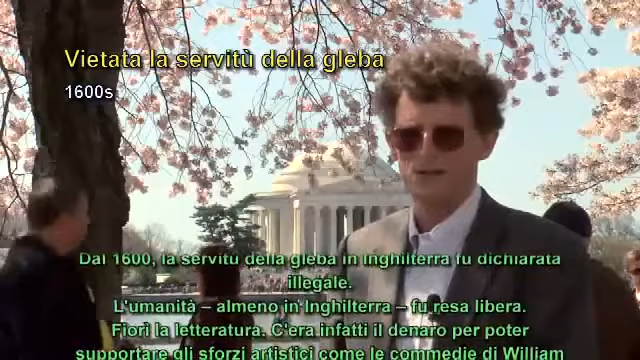 Vietata la servitù della gleba
1600s
Dal 1600, la servitù della gleba in Inghilterra fu dichiarata
illegale.
L'umanità – almeno in Inghilterra – fu resa libera.
Fiorì la letteratura. C'era infatti il denaro per poter
supportare gli sforzi artistici come le commedie di William